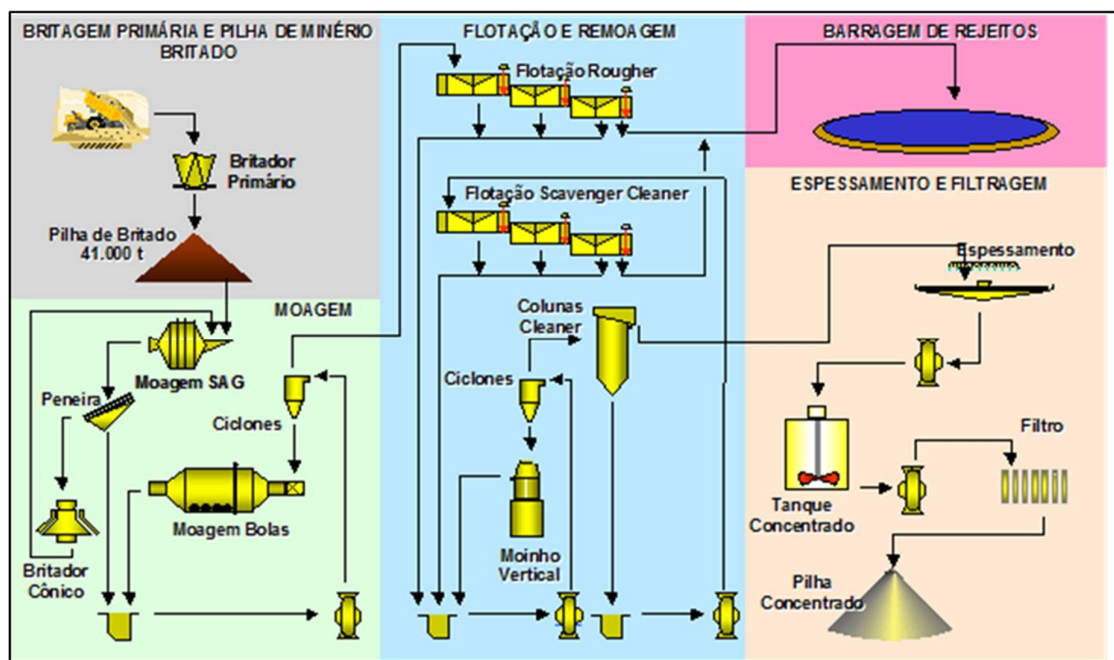 BRITAGEM PRIMÁRIA E PILHA DE MINÉRIO
BRITADO
Britador
Primário
Pilha de Britado
41.000 t
MOAGEM
Moagem SAG
Peneira
Ciclones
Moagem Bolas
Britador
Cônico
FLOTAÇÃO E REMOAGEM
Flotação Rougher
Flotação Scavenger Cleaner
Colunas
Cleaner
Ciclones
Moinho
Vertical
BARRAGEM DE REJEITOS
ESPESSAMENTO E FILTRAGEM
Espessamento
Filtro
Tanque
Concentrado
Pilha
Concentrado